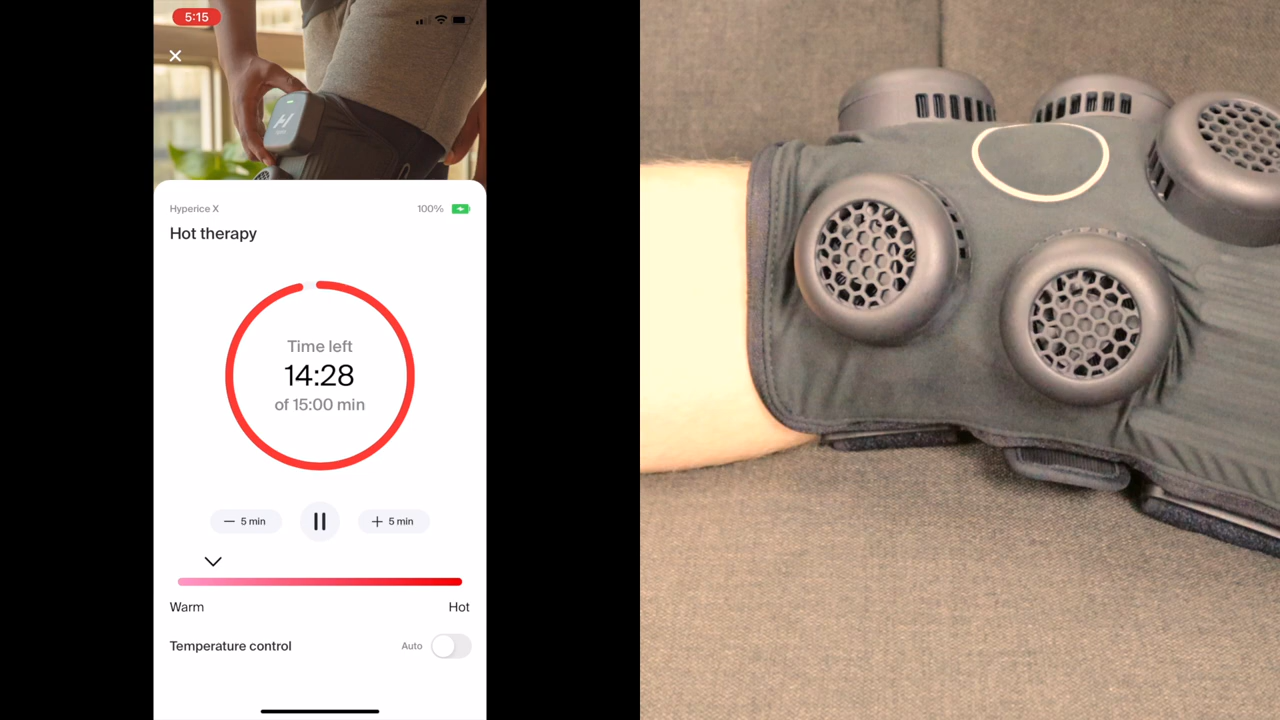 5:15
Hyperice X
100%
Hot therapy
Time left
14:28
of 15:00 min
5 min
5 min
Warm
Hot
Temperature control
Auto